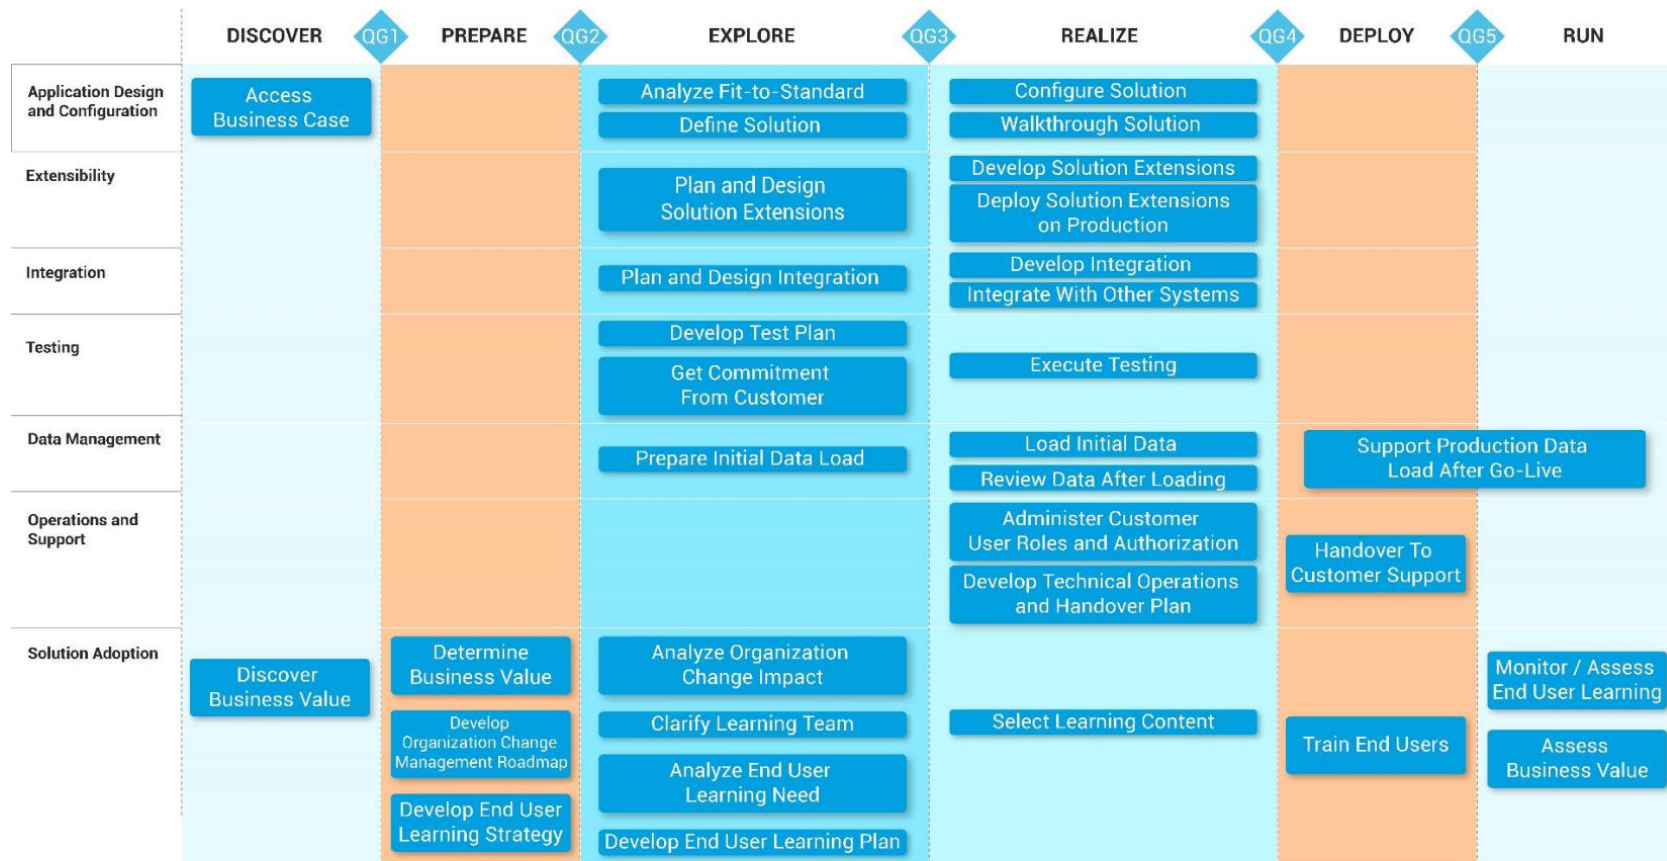 DISCOVER
QG1
PREPARE
QG2
EXPLORE
QG3
REALIZE
QG4
DEPLOY
QG5
RUN
Application Design
and Configuration
Access
Business Case
Analyze Fit-to-Standard
Define Solution
Configure Solution
Walkthrough Solution
Extensibility
Plan and Design
Solution Extensions
Develop Solution Extensions
Deploy Solution Extensions
on Production
Integration
Plan and Design Integration
Develop Integration
Integrate With Other Systems
Testing
Develop Test Plan
Get Commitment
From Customer
Execute Testing
Data Management
Prepare Initial Data Load
Load Initial Data
Review Data After Loading
Support Production Data
Load After Go-Live
Operations and
Support
Administer Customer
User Roles and Authorization
Develop Technical Operations
and Handover Plan
Handover To
Customer Support
Solution Adoption
Discover
Business Value
Determine
Business Value
Develop
Organization Change
Management Roadmap
Develop End User
Learning Strategy
Analyze Organization
Change Impact
Clarify Learning Team
Analyze End User
Learning Need
Develop End User Learning Plan
Select Learning Content
Train End Users
Monitor / Assess
End User Learning
Assess
Business Value